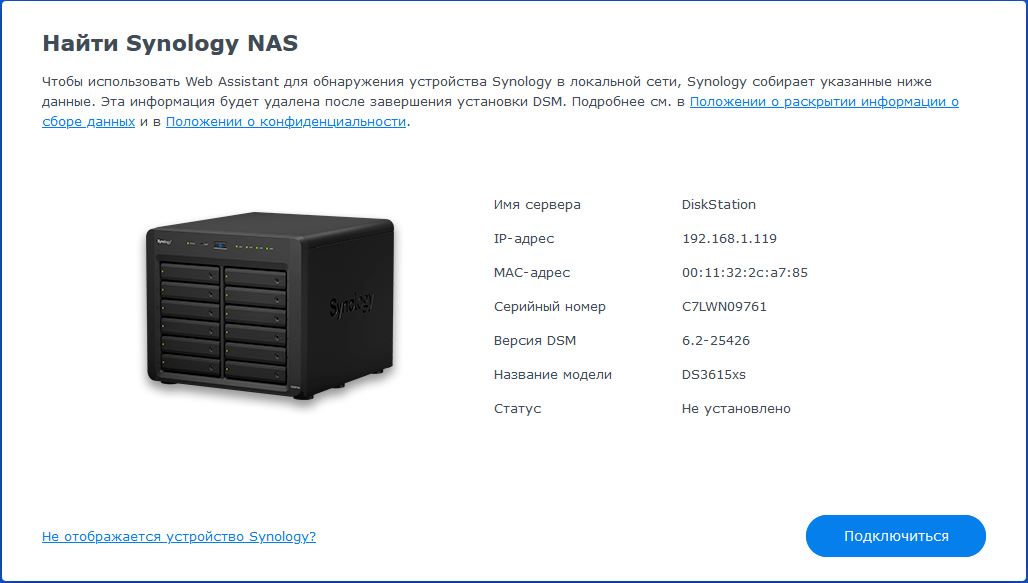 Найти Synology NAS
Чтобы использовать Web Assistant для обнаружения устройства Synology в локальной сети, Synology собирает указанные ниже
данные. Эта информация будет удалена после завершения установки DSM. Подробнее см. в Положении о раскрытии информации о
сборе данных и в Положении о конфиденциальности.
Synology
Synology
Имя сервера DiskStation
IP-адрес 192.168.1.119
MAC-адрес 00:11:32:2c:a7:85
Серийный номер C7LWN09761
Версия DSM 6.2-25426
Название модели DS3615xs
Статус Не установлено
Не отображается устройство Synology?
Подключиться